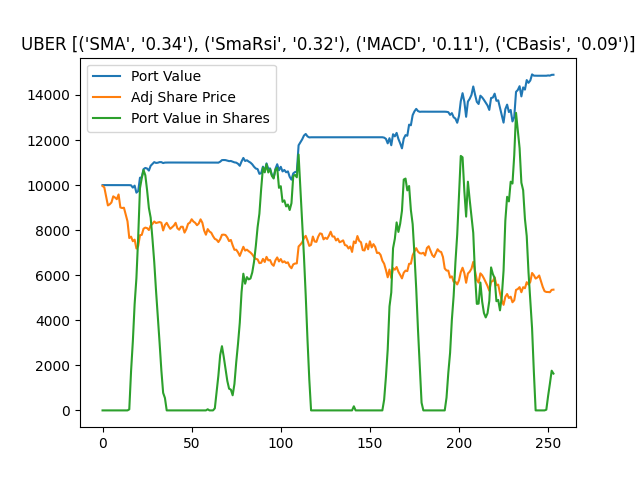 UBER [('SMA', '0.34'), ('SmaRsi', '0.32'), ('MACD', '0.11'), ('CBasis', '0.09')]
Port Value
Adj Share Price
Port Value in Shares
14000
12000
10000
8000
6000
4000
2000
0
0 50 100 150 200 250